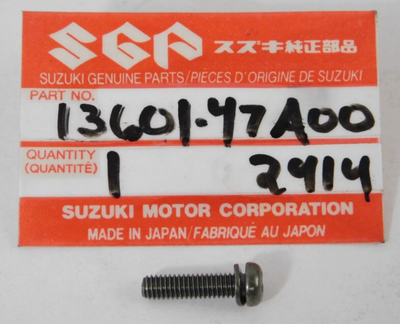 SGP スズキ純正部品
SUZUKI GENUINE PARTS/PIÈCES D'ORIGINE DE SUZUKI
PART NO.
13601-47A00
QUANTITY
(QUANTITÉ) 1 2914
SUZUKI MOTOR CORPORATION
MADE IN JAPAN/FABRIQUÉ AU JAPON